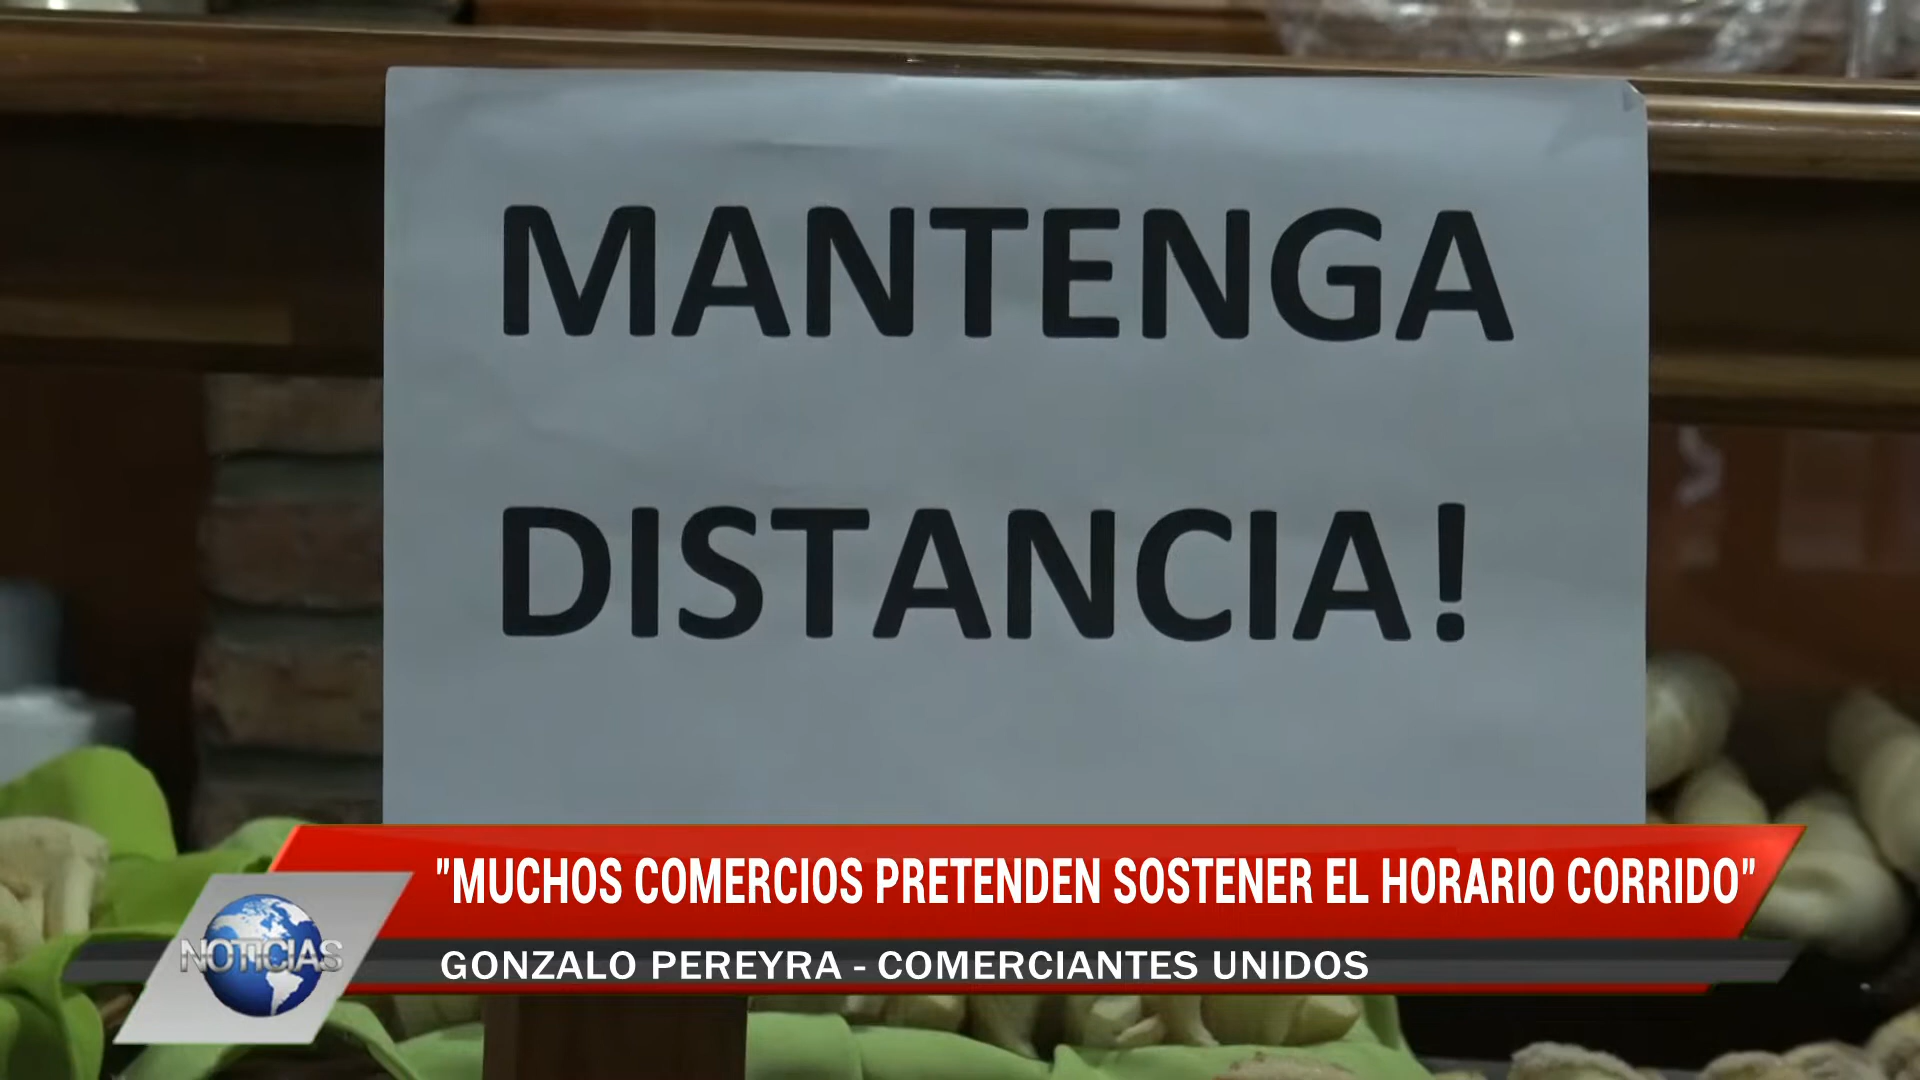 MANTENGA
DISTANCIA!
"MUCHOS COMERCIOS PRETENDEN SOSTENER EL HORARIO CORRIDO"
NOTICIAS
GONZALO PEREYRA - COMERCIANTES UNIDOS